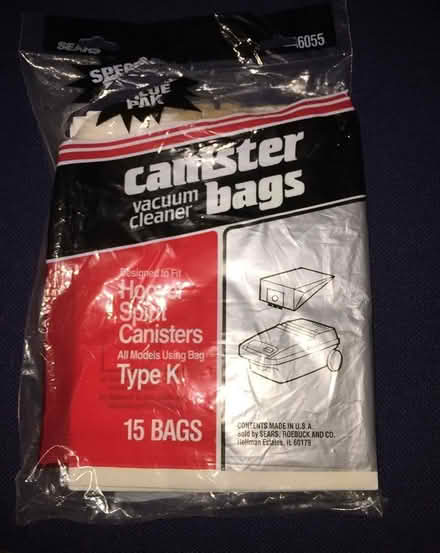 SEARS
6055
VALUE
PAK
canister
vacuum
cleaner
bags
Designed to Fit
Hoover
Spirit
Canisters
All Models Using Bag
Type K
15 BAGS
CONTENTS MADE IN U.S.A.
Sold by SEARS, ROEBUCK AND CO.
Hoffman Estates, IL 60179